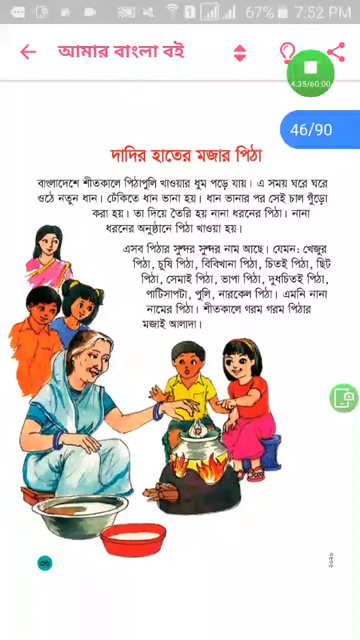 67% 7:52 PM
আমার বাংলা বই
4:35/60:00
46/90
দাদির হাতের মজার পিঠা
বাংলাদেশে শীতকালে পিঠাপুলি খাওয়ার ধুম পড়ে যায়। এ সময় ঘরে ঘরে
ওঠে নতুন ধান। ঢেঁকিতে ধান ভানা হয়। ধান ভানার পর সেই চাল গুঁড়ো
করা হয়। তা দিয়ে তৈরি হয় নানা ধরনের পিঠা। নানা
ধরনের অনুষ্ঠানে পিঠা খাওয়া হয়।
এসব পিঠার সুন্দর সুন্দর নাম আছে। যেমন: খেজুর
পিঠা, চুষি পিঠা, বিবিখানা পিঠা, চিতই পিঠা, ছিট
পিঠা, সেমাই পিঠা, ভাপা পিঠা, দুধচিতই পিঠা,
পাটিসাপটা, পুলি, নারকেল পিঠা। এমনি নানা
নামের পিঠা। শীতকালে গরম গরম পিঠার
মজাই আলাদা।
৩৬
২০২০